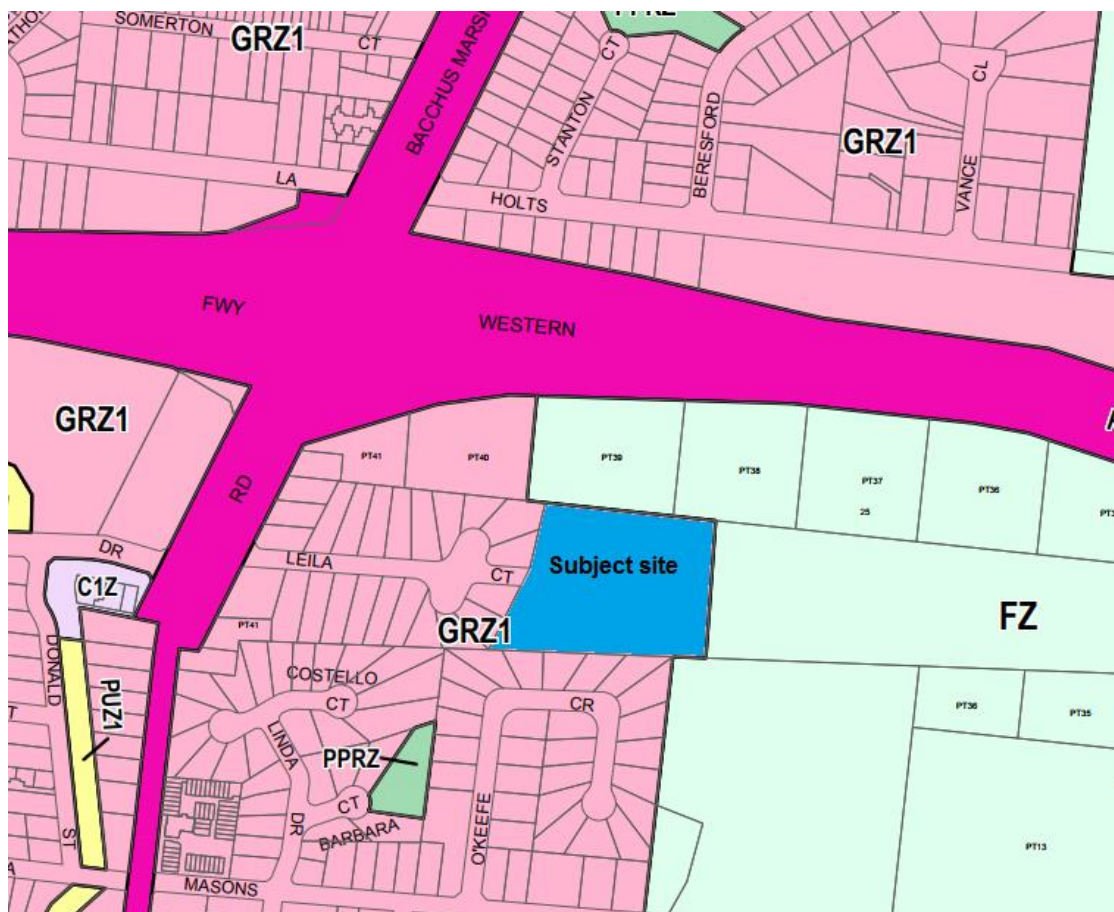 PPRZ
SOMERTON
CT
GRZ1
BACCHUS MARSH
CT
STANTON
BERESFORD
CL
GRZ1
VANCE
LA
HOLTS
FWY
WESTERN
GRZ1
RD
PT41
PT40
PT39
PT38
PT37
25
PT36
DR
LEILA
CT
Subject site
C1Z
PT41
GRZ1
FZ
DONALD
PUZ1
COSTELLO
CT
CR
LINDA
PPRZ
PT36
PT35
CT
BARBARA
DR
O'KEEFE
ST
MASONS
PT13